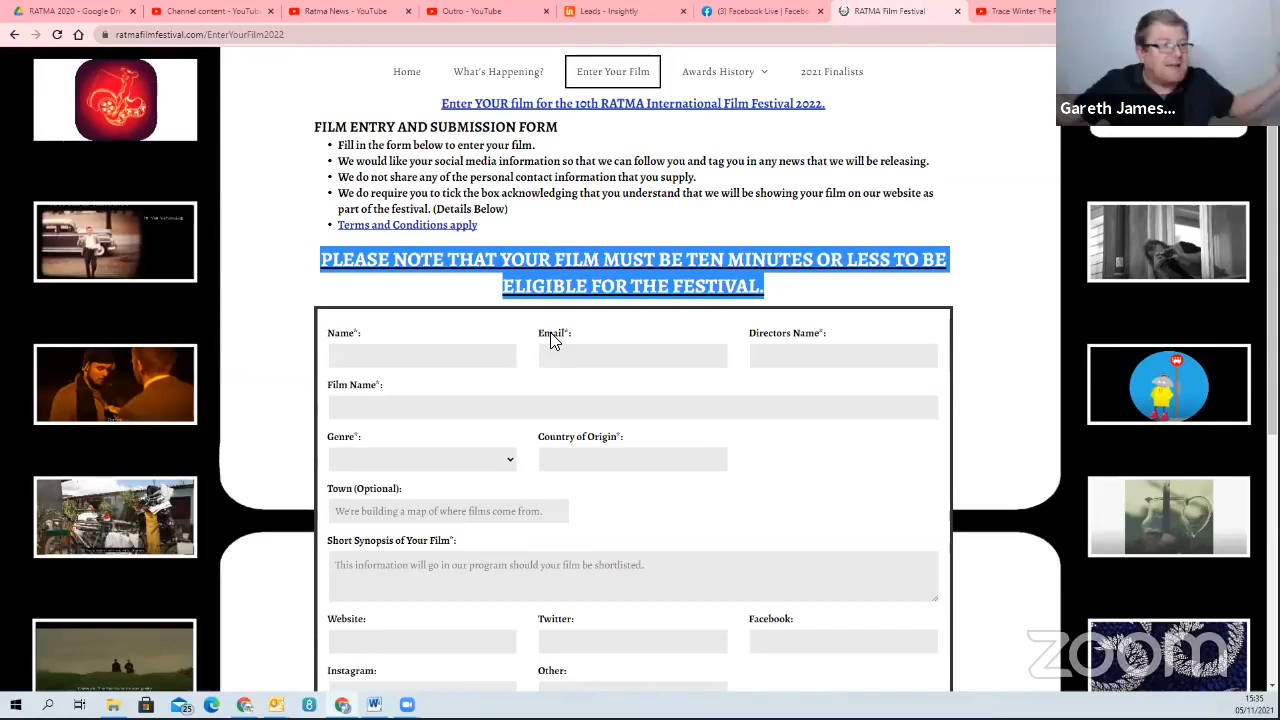 RATMA 2020 - Google Drive
Channel content - YouTube
Ratma News - YouTube
Outro - YouTube
Leads - Insightly
(2) Facebook Live | Facebook
RATMA Film Festival
Trace Winter The R
ratmafilmfestival.com/EnterYourFilm2022
Home
What's Happening?
Enter Your Film
Awards History
2021 Finalists
Gareth James...
Enter YOUR film for the 10th RATMA International Film Festival 2022.
FILM ENTRY AND SUBMISSION FORM
• Fill in the form below to enter your film.
• We would like your social media information so that we can follow you and tag you in any news that we will be releasing.
• We do not share any of the personal contact information that you supply.
• We do require you to tick the box acknowledging that you understand that we will be showing your film on our website as
part of the festival. (Details Below)
• Terms and Conditions apply
PLEASE NOTE THAT YOUR FILM MUST BE TEN MINUTES OR LESS TO BE
ELIGIBLE FOR THE FESTIVAL.
Name*:
Email*:
Directors Name*:
Film Name*:
Genre*:
Country of Origin*:
Town (Optional):
We're building a map of where films come from.
Short Synopsis of Your Film*:
This information will go in our program should your film be shortlisted.
Website:
Twitter:
Facebook:
Instagram:
Other:
zoom
25
15:35
05/11/2021